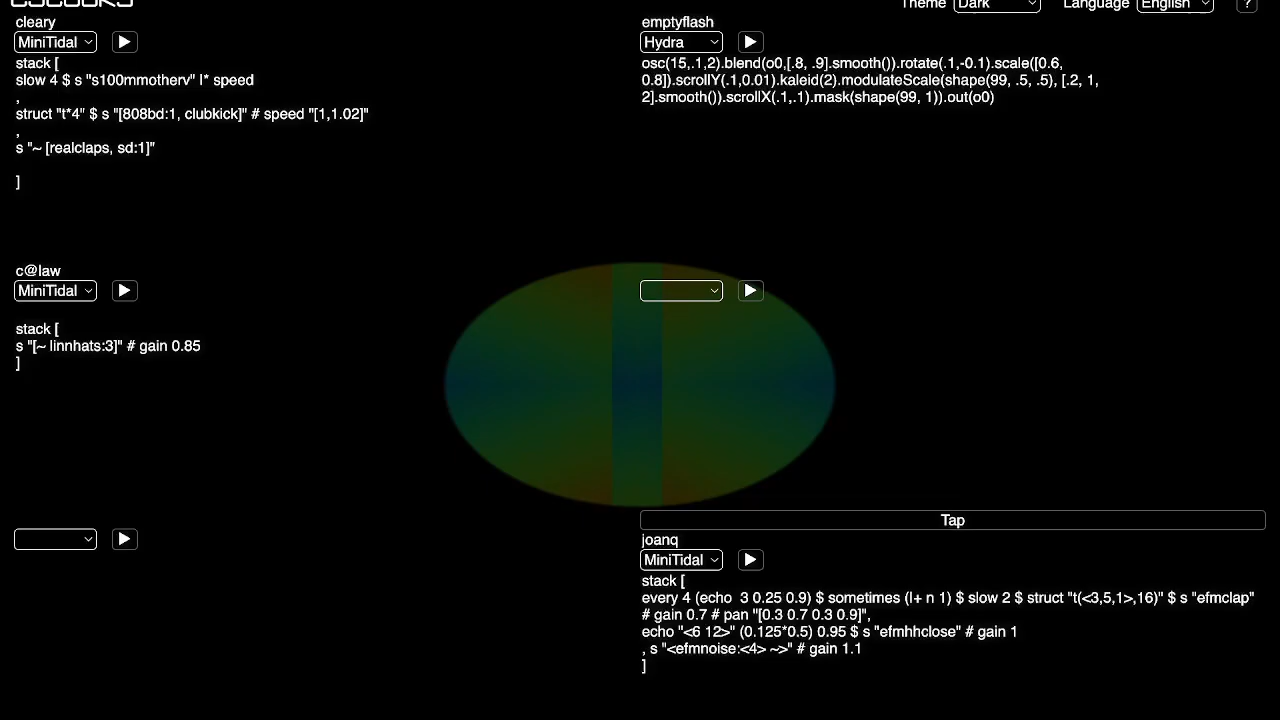 Theme Dark Language English ?
cleary
MiniTidal
stack [
slow 4 $ s "s100mmotherv" |* speed
,
struct "t*4" $ s "[808bd:1, clubkick]" # speed "[1,1.02]"
,
s "~ [realclaps, sd:1]"
]
emptyflash
Hydra
osc(15,.1,2).blend(o0,[.8, .9].smooth()).rotate(.1,-0.1).scale([0.6,
0.8]).scrollY(.1,0.01).kaleid(2).modulateScale(shape(99, .5, .5), [.2, 1,
2].smooth()).scrollX(.1,.1).mask(shape(99, 1)).out(o0)
c@law
MiniTidal
stack [
s "[~ linnhats:3]" # gain 0.85
]
Tap
joanq
MiniTidal
stack [
every 4 (echo  3 0.25 0.9) $ sometimes (|+ n 1) $ slow 2 $ struct "t(<3,5,1>,16)" $ s "efmclap"
# gain 0.7 # pan "[0.3 0.7 0.3 0.9]",
echo "<6 12>" (0.125*0.5) 0.95 $ s "efmhhclose" # gain 1
, s "<efmnoise:<4> ~>" # gain 1.1
]